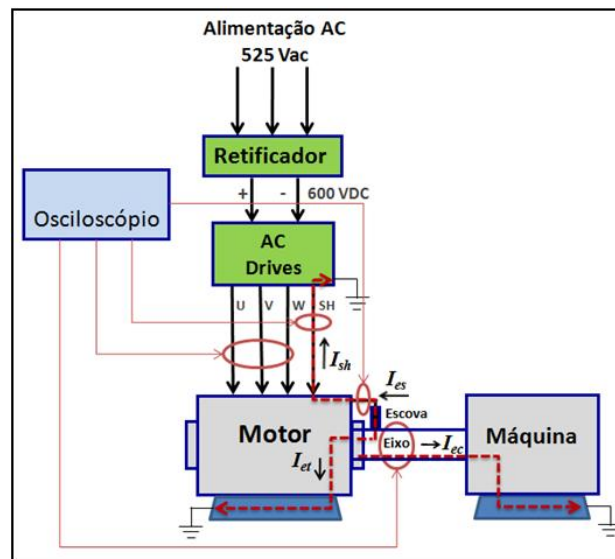 Alimentação AC
525 Vac
Retificador
+ - 600 VDC
Osciloscópio
AC
Drives
U V W SH
Ish
Ies
Escova
Motor
Eixo
Iec
Máquina
Iet